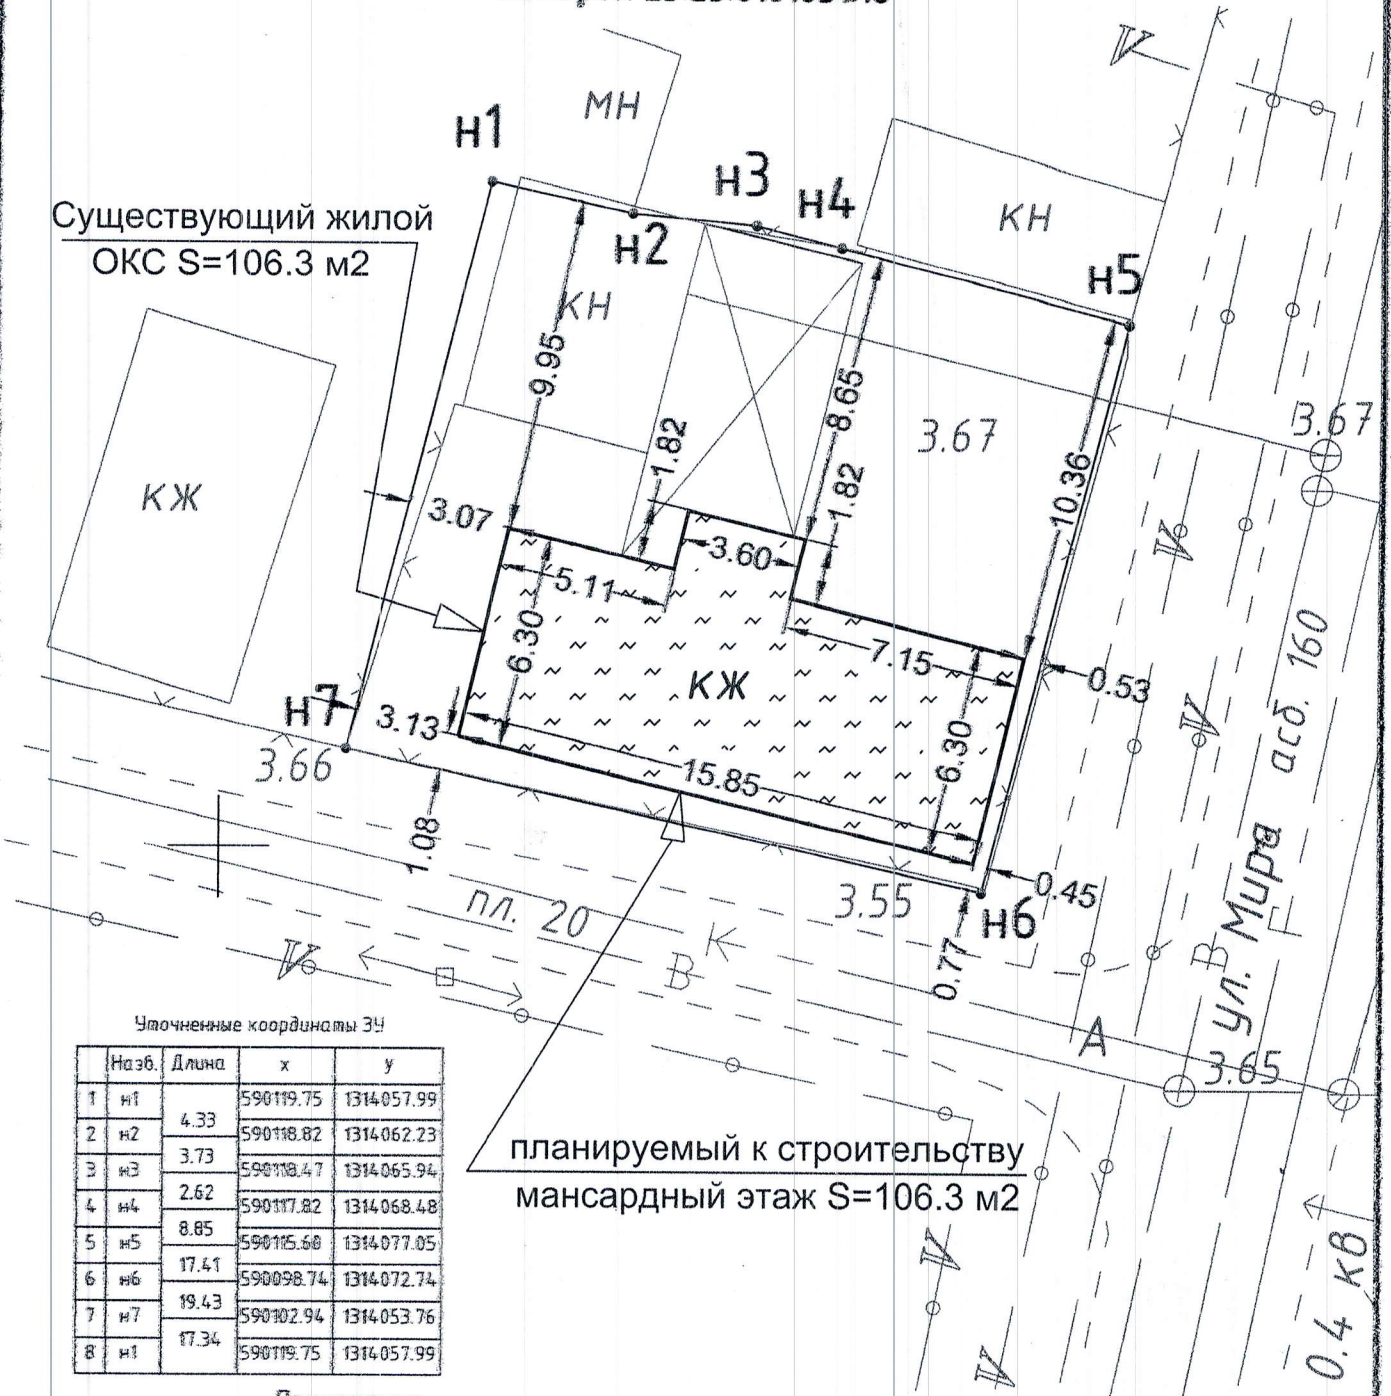 н1
МН
н3
н4
КН
н2
н5
Существующий жилой
ОКС S=106.3 м2
КН
9.95
8.65
3.67
3.67
1.82
1.82
10.36
КЖ
3.07
3.60
5.11
6.30
7.15
КЖ
0.53
н7
3.13
3.66
15.85
6.30
1.08
3.55
0.45
н6
0.77
пл. 20
К
В
В
Г
А
ул. Мира
асб. 160
3.65
0.4 кВ
Уточненные координаты ЗУ
Назв. Длина x y
1 н1 590119.75 1314057.99
4.33
2 н2 590118.82 1314062.23
3.73
3 н3 590118.47 1314065.94
2.62
4 н4 590117.82 1314068.48
8.85
5 н5 590115.60 1314077.05
17.41
6 н6 590098.74 1314072.74
19.43
7 н7 590102.94 1314053.76
17.34
8 н1 590119.75 1314057.99
планируемый к строительству
мансардный этаж S=106.3 м2